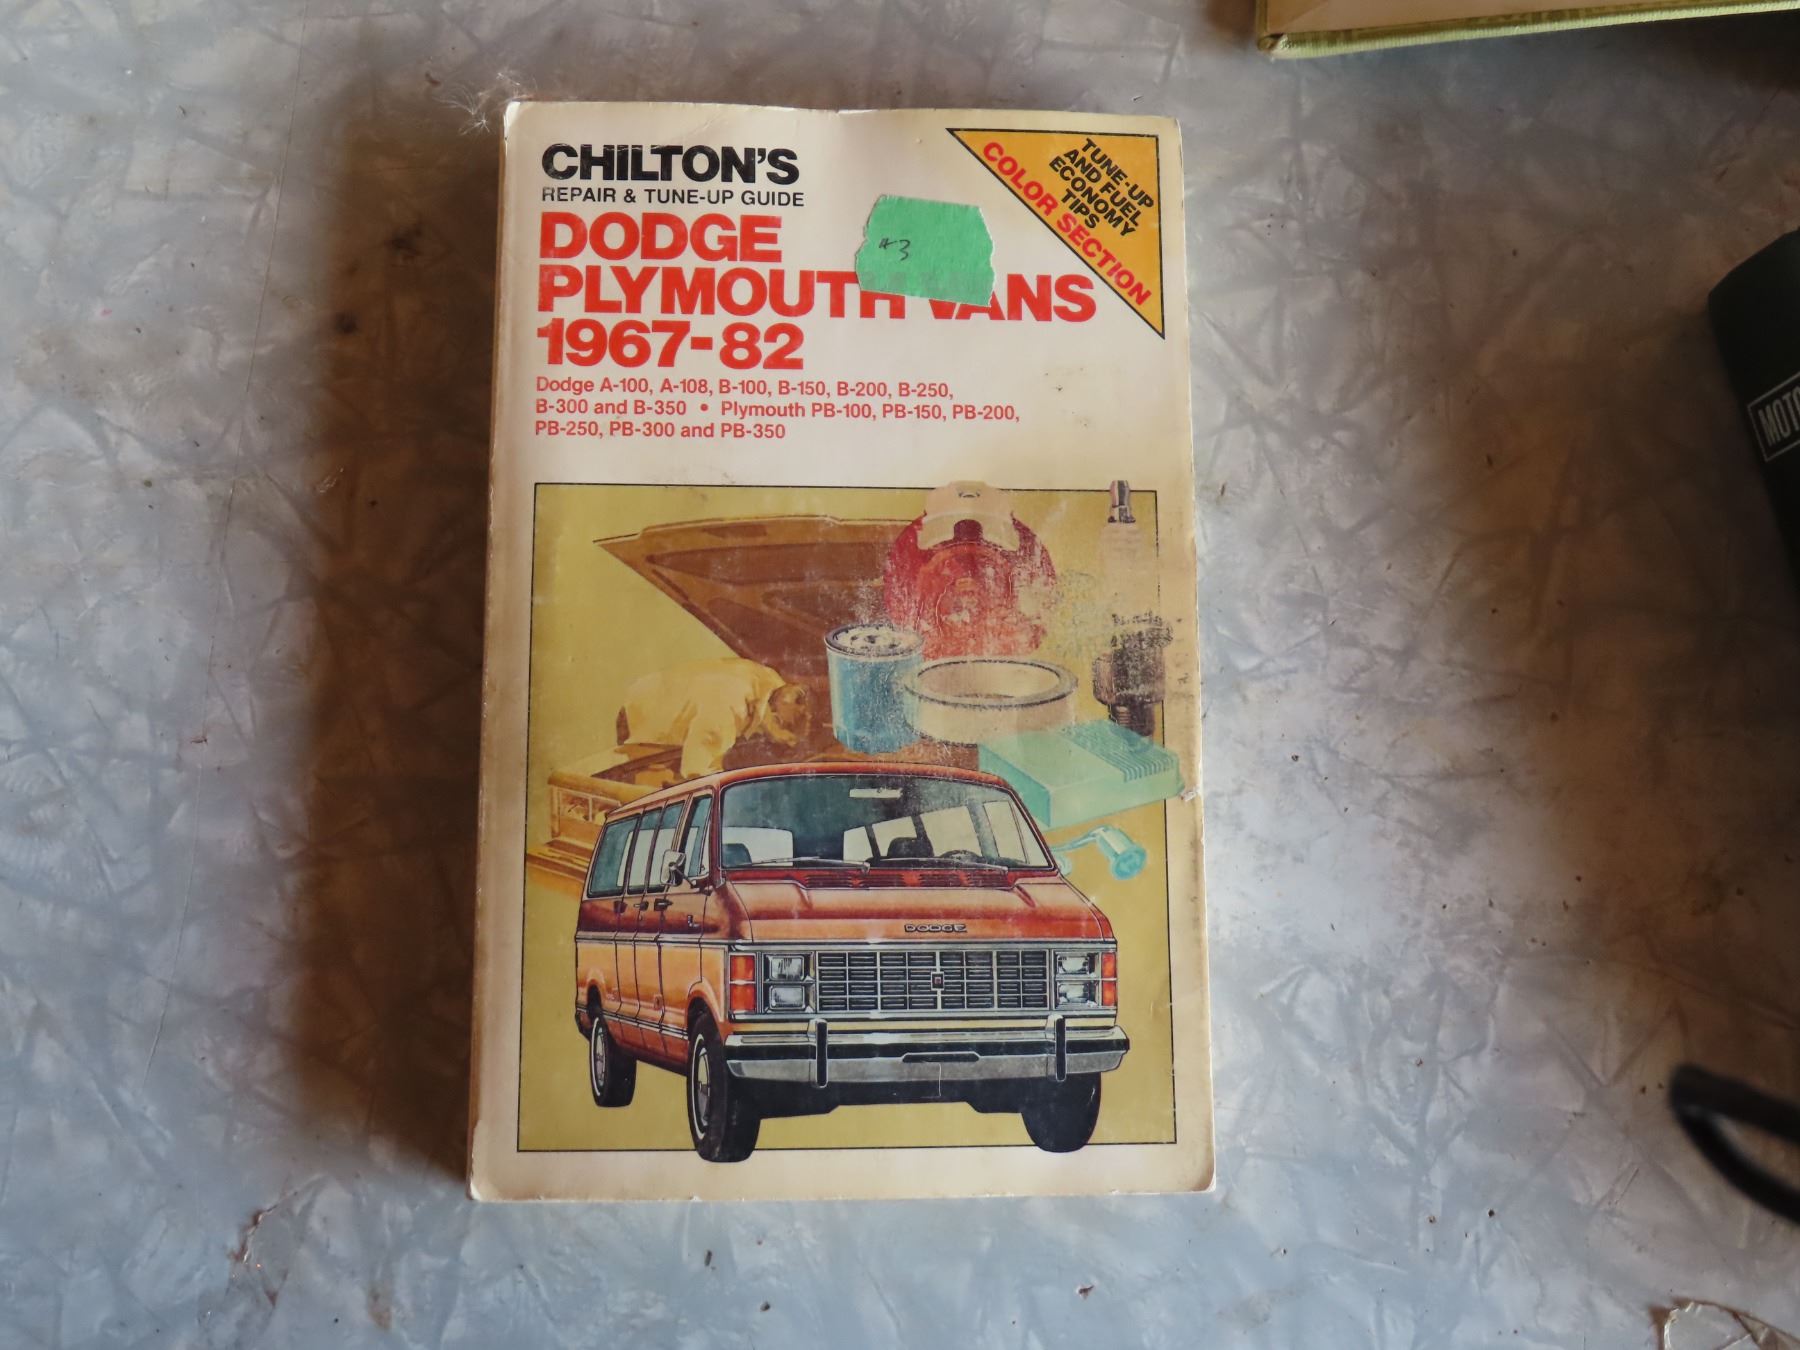 CHILTON'S
REPAIR & TUNE-UP GUIDE
DODGE
PLYMOUTH VANS
1967-82
Dodge A-100, A-108, B-100, B-150, B-200, B-250,
B-300 and B-350 • Plymouth PB-100, PB-150, PB-200,
PB-250, PB-300 and PB-350
TUNE-UP
AND FUEL
ECONOMY
TIPS
COLOR SECTION
#3
DODGE